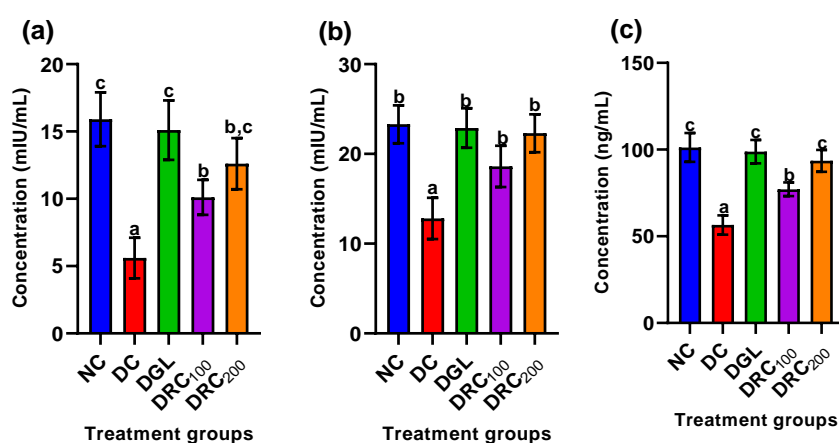 (a)
Concentration (mIU/mL)
20
15
10
5
0
c
a
c
b
b,c
NC
DC
DGL
DRC₁₀₀
DRC₂₀₀
Treatment groups
(b)
Concentration (mIU/mL)
30
20
10
0
b
a
b
b
b
NC
DC
DGL
DRC₁₀₀
DRC₂₀₀
Treatment groups
(c)
Concentration (ng/mL)
150
100
50
0
c
a
c
b
c
NC
DC
DGL
DRC₁₀₀
DRC₂₀₀
Treatment groups